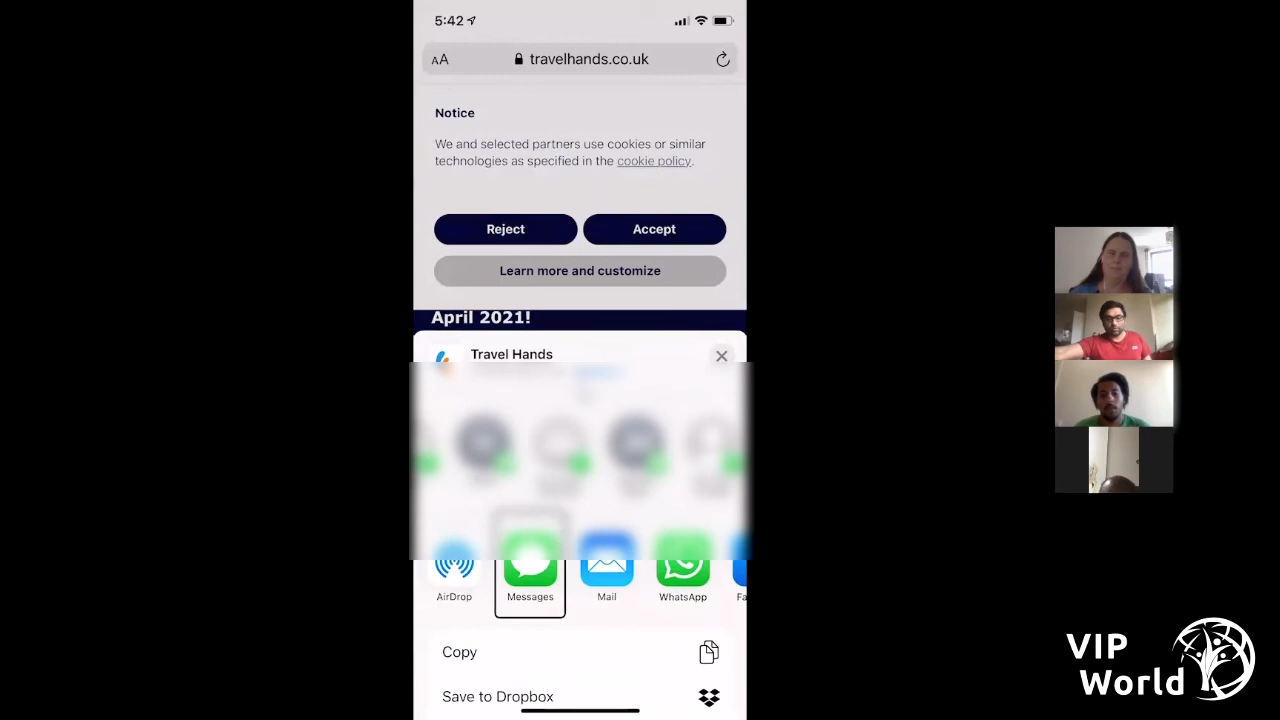 5:42
AA
travelhands.co.uk
Notice
We and selected partners use cookies or similar
technologies as specified in the cookie policy.
Reject
Accept
Learn more and customize
April 2021!
Travel Hands
AirDrop
Messages
Mail
WhatsApp
Fa
Copy
Save to Dropbox
VIP
World